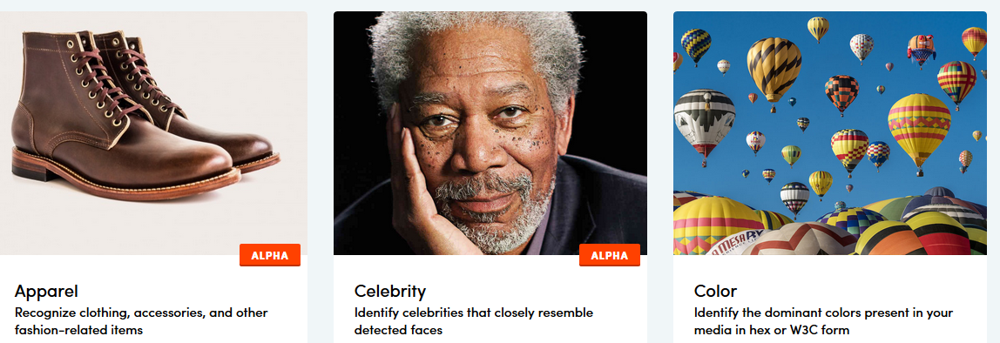 A MESA RV
ALPHA
ALPHA
Apparel
Recognize clothing, accessories, and other
fashion-related items
Celebrity
Identify celebrities that closely resemble
detected faces
Color
Identify the dominant colors present in your
media in hex or W3C form